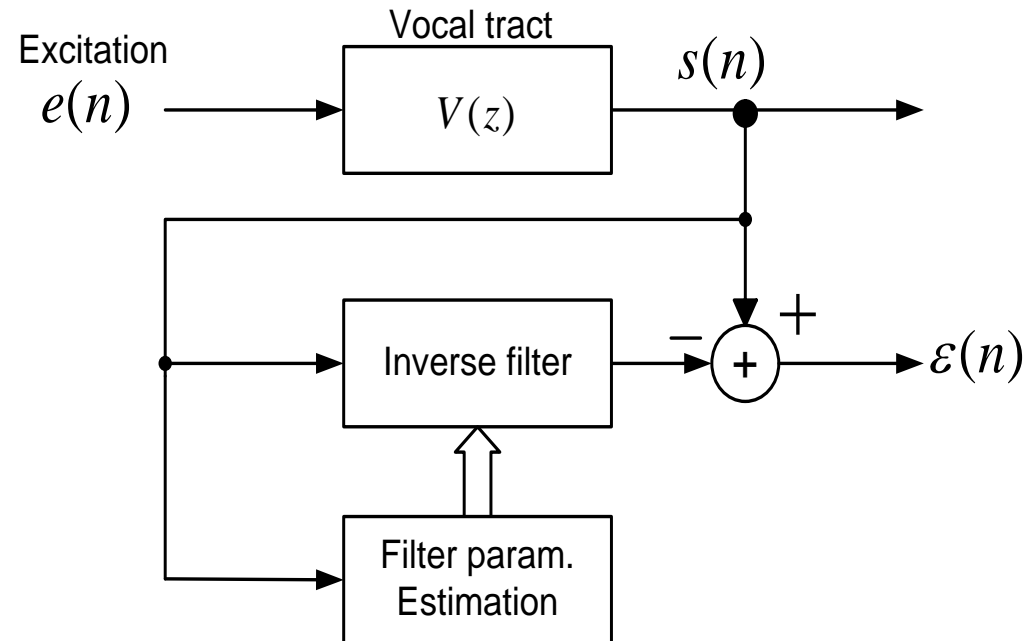 Vocal tract
Excitation
e(n)
V(z)
s(n)
+
−
Inverse filter
+
ε(n)
Filter param.
Estimation